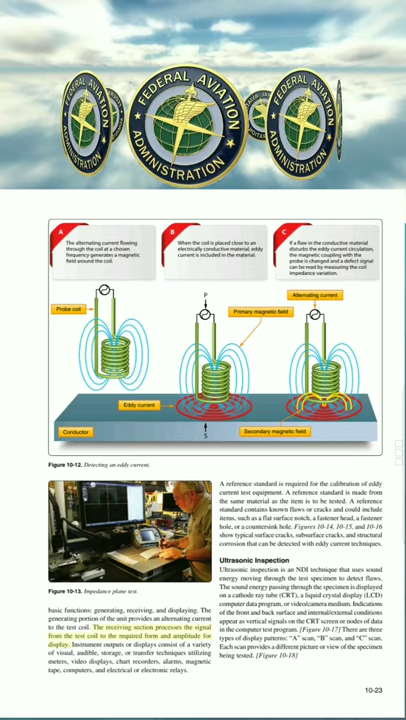 FEDERAL AVIATION
ADMINISTRATION
FEDERAL AVIATION
ADMINISTRATION
FEDERAL AVIATION
ADMINISTRATION
A
The alternating current flowing
through the coil at a chosen
frequency generates a magnetic
field around the coil.
B
When the coil is placed close to an
electrically conductive material, eddy
current is included in the material.
C
If a flaw in the conductive material
disturbs the eddy current circulation,
the magnetic coupling with the
probe is changed and a defect signal
can be read by measuring the coil
impedance variation.
Probe coil
P
Primary magnetic field
Alternating current
Eddy current
Conductor
S
Secondary magnetic field
Figure 10-12. Detecting an eddy current.
Figure 10-13. Impedance plane test.
basic functions: generating, receiving, and displaying. The
generating portion of the unit provides an alternating current
to the test coil. The receiving section processes the signal
from the test coil to the required form and amplitude for
display. Instrument outputs or displays consist of a variety
of visual, audible, storage, or transfer techniques utilizing
meters, video displays, chart recorders, alarms, magnetic
tape, computers, and electrical or electronic relays.
A reference standard is required for the calibration of eddy
current test equipment. A reference standard is made from
the same material as the item is to be tested. A reference
standard contains known flaws or cracks and could include
items, such as a flat surface notch, a fastener head, a fastener
hole, or a countersink hole. Figures 10-14, 10-15, and 10-16
show typical surface cracks, subsurface cracks, and structural
corrosion that can be detected with eddy current techniques.
Ultrasonic Inspection
Ultrasonic inspection is an NDI technique that uses sound
energy moving through the test specimen to detect flaws.
The sound energy passing through the specimen is displayed
on a cathode ray tube (CRT), a liquid crystal display (LCD)
computer data program, or video/camera medium. Indications
of the front and back surface and internal/external conditions
appear as vertical signals on the CRT screen or nodes of data
in the computer test program. [Figure 10-17] There are three
types of display patterns: “A” scan, “B” scan, and “C” scan.
Each scan provides a different picture or view of the specimen
being tested. [Figure 10-18]
10-23